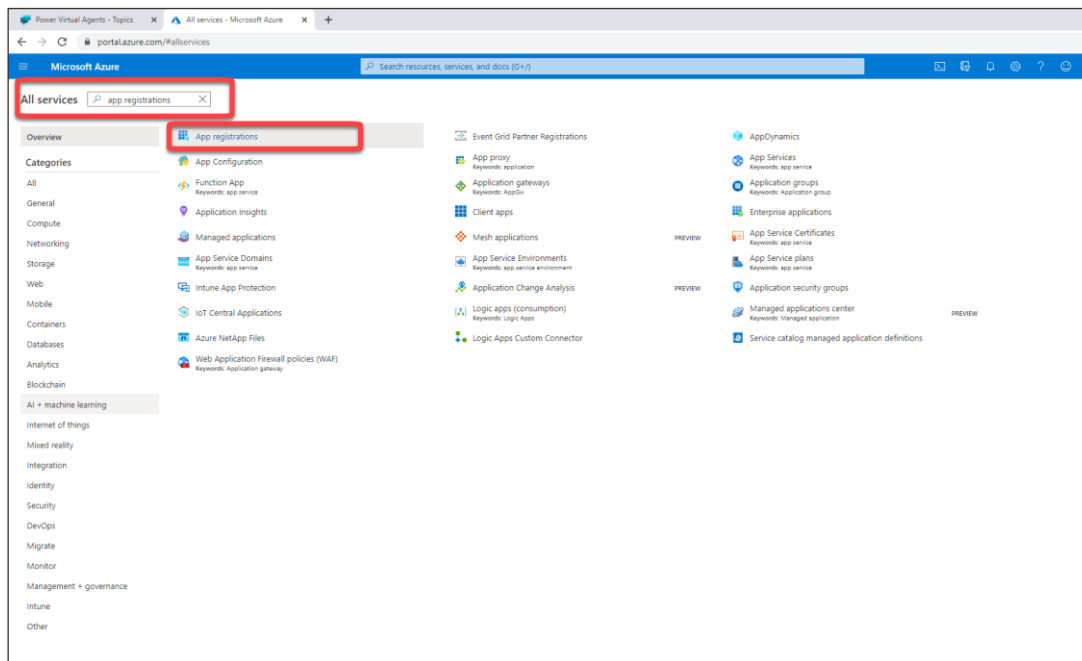 Power Virtual Agents - Topics
All services - Microsoft Azure
portal.azure.com/#allservices
Microsoft Azure
Search resources, services, and docs (G+/)
All services
app registrations
Overview
Categories
All
General
Compute
Networking
Storage
Web
Mobile
Containers
Databases
Analytics
Blockchain
AI + machine learning
Internet of things
Mixed reality
Integration
Identity
Security
DevOps
Migrate
Monitor
Management + governance
Intune
Other
App registrations
App Configuration
Function App
Keywords: app service
Application Insights
Managed applications
App Service Domains
Keywords: app service
Intune App Protection
IoT Central Applications
Azure NetApp Files
Web Application Firewall policies (WAF)
Keywords: Application gateway
Event Grid Partner Registrations
App proxy
Keywords: application
Application gateways
Keywords: AppGw
Client apps
Mesh applications PREVIEW
App Service Environments
Keywords: app service environment
Application Change Analysis PREVIEW
Logic apps (consumption)
Keywords: Logic Apps
Logic Apps Custom Connector
AppDynamics
App Services
Keywords: app service
Application groups
Keywords: Application group
Enterprise applications
App Service Certificates
Keywords: app service
App Service plans
Keywords: app service
Application security groups
Managed applications center PREVIEW
Keywords: Managed application
Service catalog managed application definitions